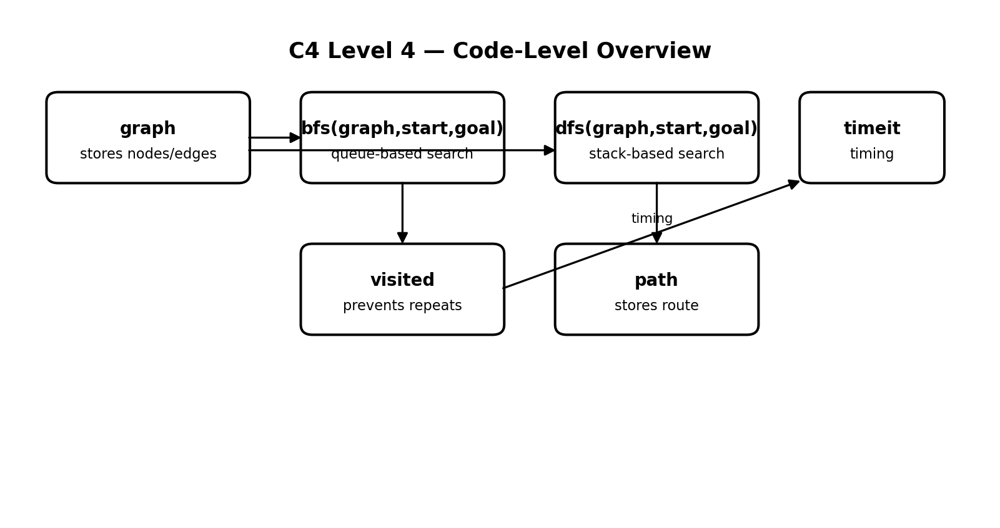 C4 Level 4 — Code-Level Overview
graph
stores nodes/edges
bfs(graph,start,goal)
queue-based search
dfs(graph,start,goal)
stack-based search
timeit
timing
timing
visited
prevents repeats
path
stores route